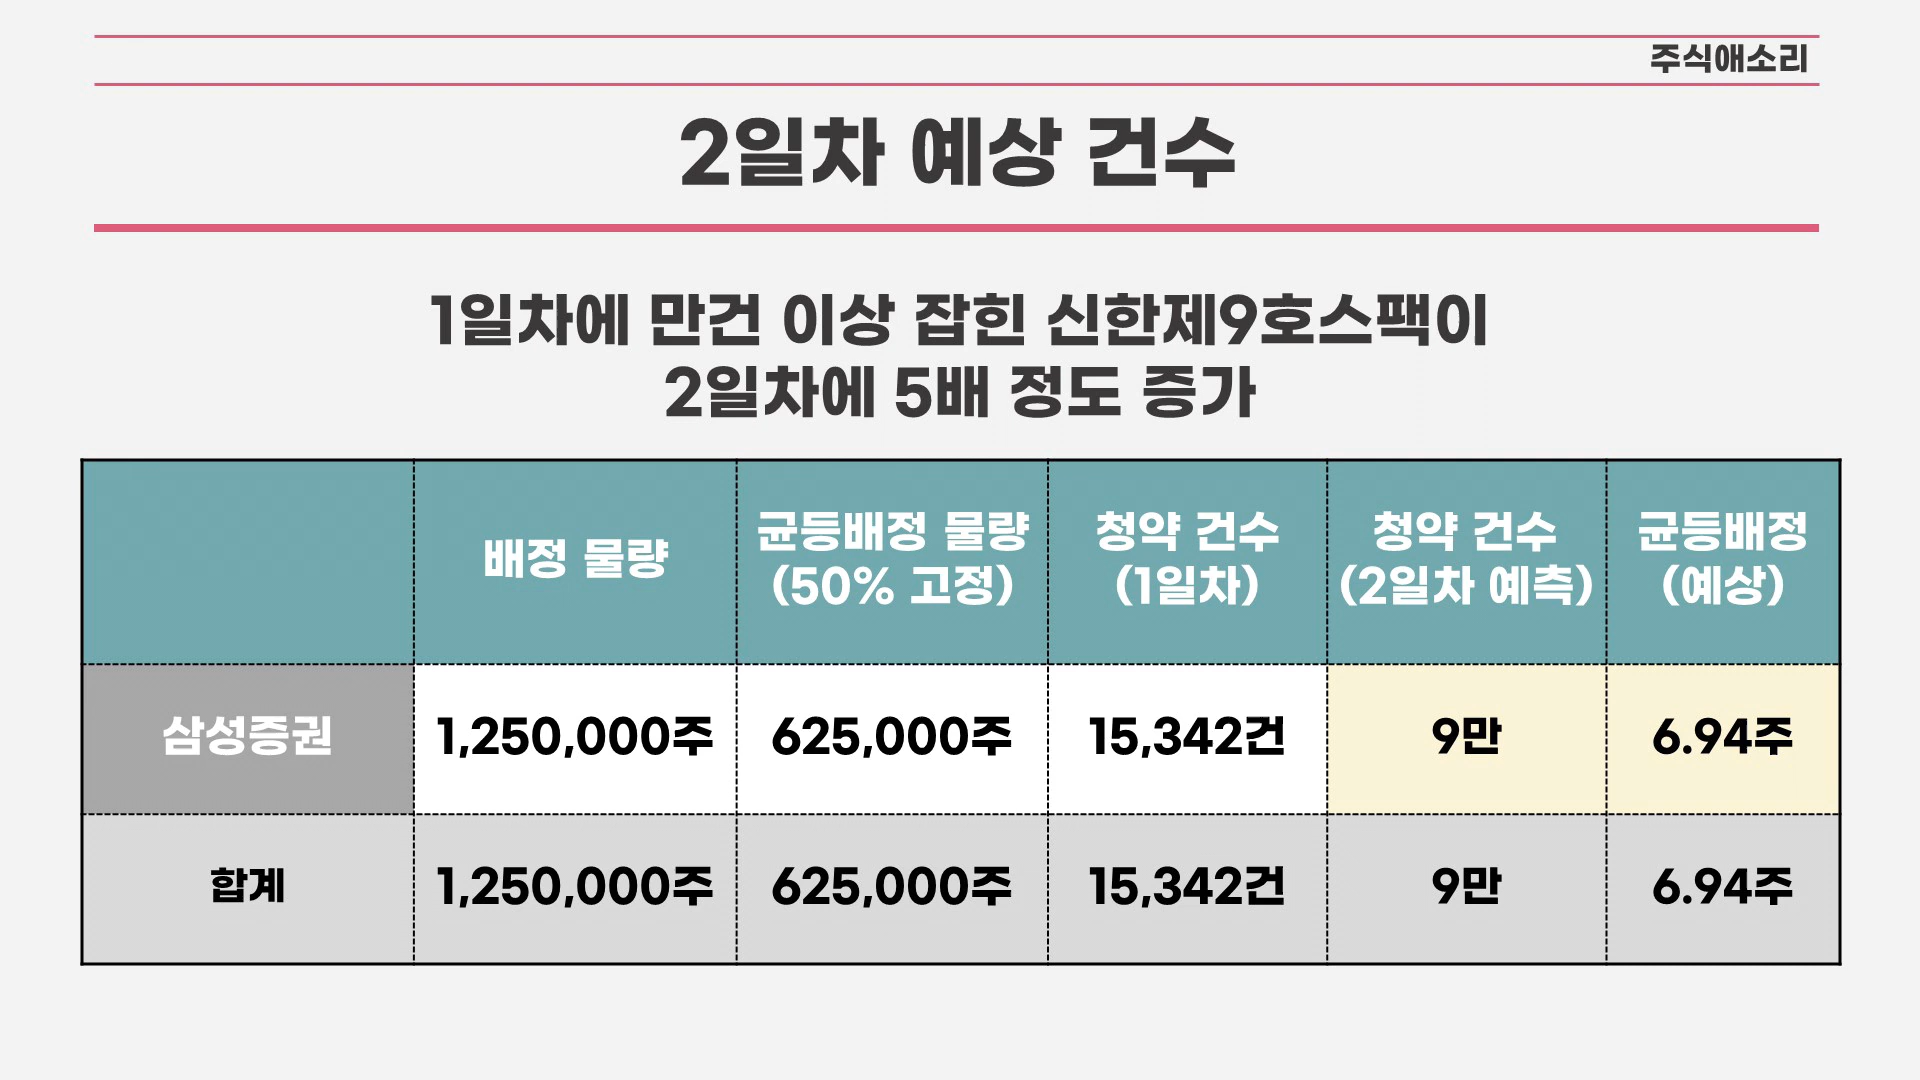 주식애소리
2일차 예상 건수
1일차에 만건 이상 잡힌 신한제9호스팩이
2일차에 5배 정도 증가
배정 물량
균등배정 물량
(50% 고정)
청약 건수
(1일차)
청약 건수
(2일차 예측)
균등배정
(예상)
삼성증권
1,250,000주
625,000주
15,342건
9만
6.94주
합계
1,250,000주
625,000주
15,342건
9만
6.94주